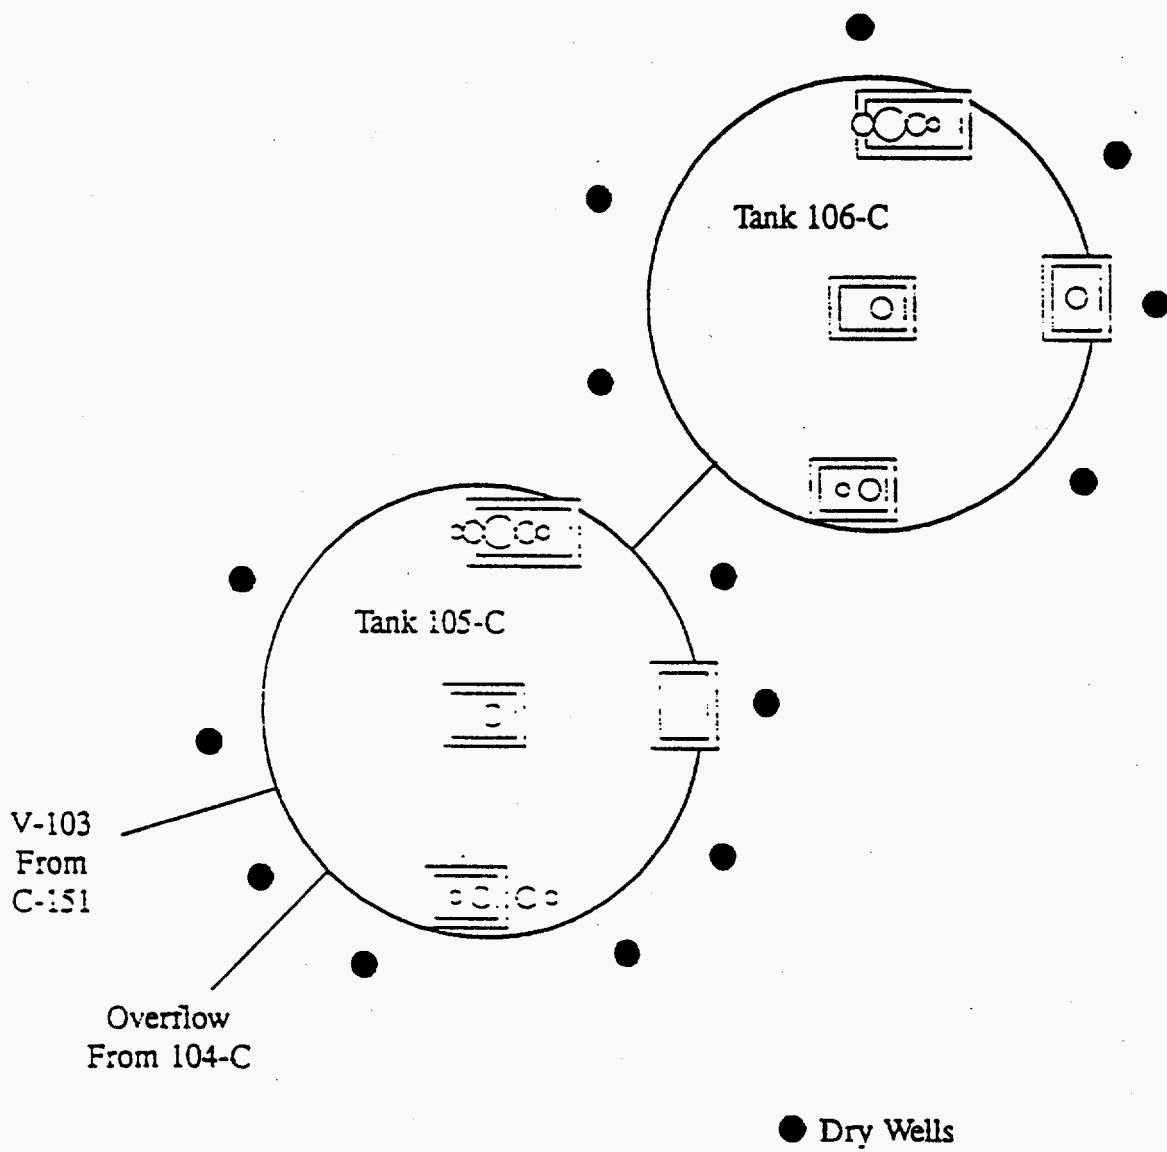 Tank 106-C
Tank 105-C
V-103
From
C-151
Overflow
From 104-C
Dry Wells